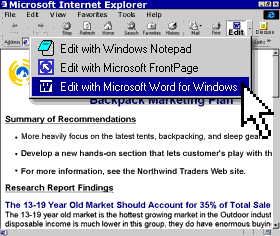 Microsoft Internet Explorer
File Edit View Favorites Tools Help
Stop Refresh Home Search Favorites History Mail Print Edit Discuss
Address
Edit with Windows Notepad
Edit with Microsoft FrontPage
Edit with Microsoft Word for Windows
Backpack Marketing Plan
Summary of Recommendations
• More heavily focus on the latest tents, backpacking, and sleep gea
• Develop a new hands-on section that lets customer's play with th
• For more information, see the Northwind Traders Web site.
Research Report Findings
The 13-19 Year Old Market Should Account for 35% of Total Sale
The 13-19 year old market is the hottest growing market in the Outdoor indust
disposable income is much lower in this group, they do have enormous buyin